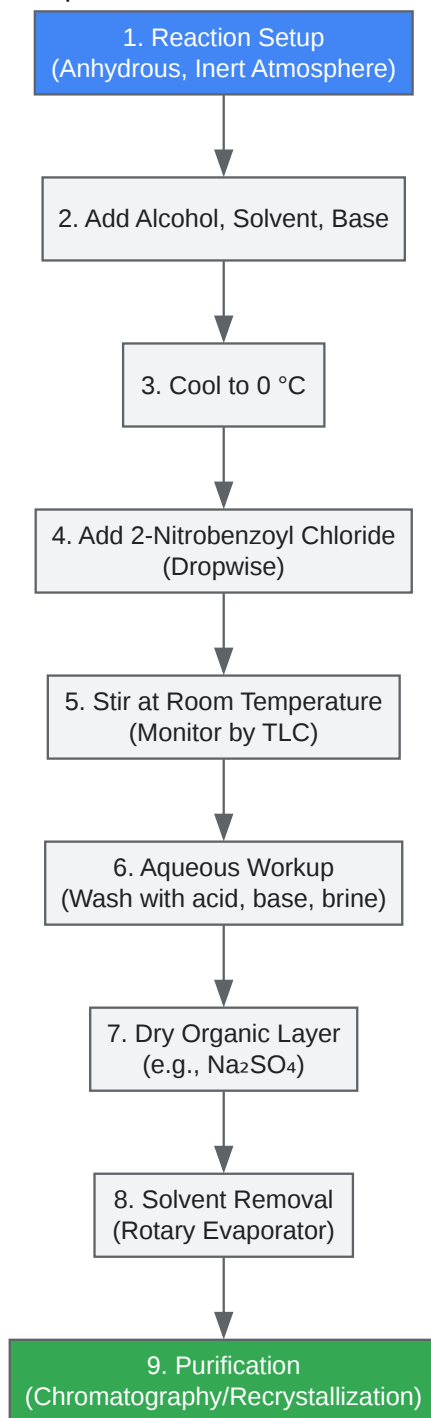 1. Reaction Setup
(Anhydrous, Inert Atmosphere)
2. Add Alcohol, Solvent, Base
3. Cool to 0 °C
4. Add 2-Nitrobenzoyl Chloride
(Dropwise)
5. Stir at Room Temperature
(Monitor by TLC)
6. Aqueous Workup
(Wash with acid, base, brine)
7. Dry Organic Layer
(e.g., Na₂SO₄)
8. Solvent Removal
(Rotary Evaporator)
9. Purification
(Chromatography/Recrystallization)